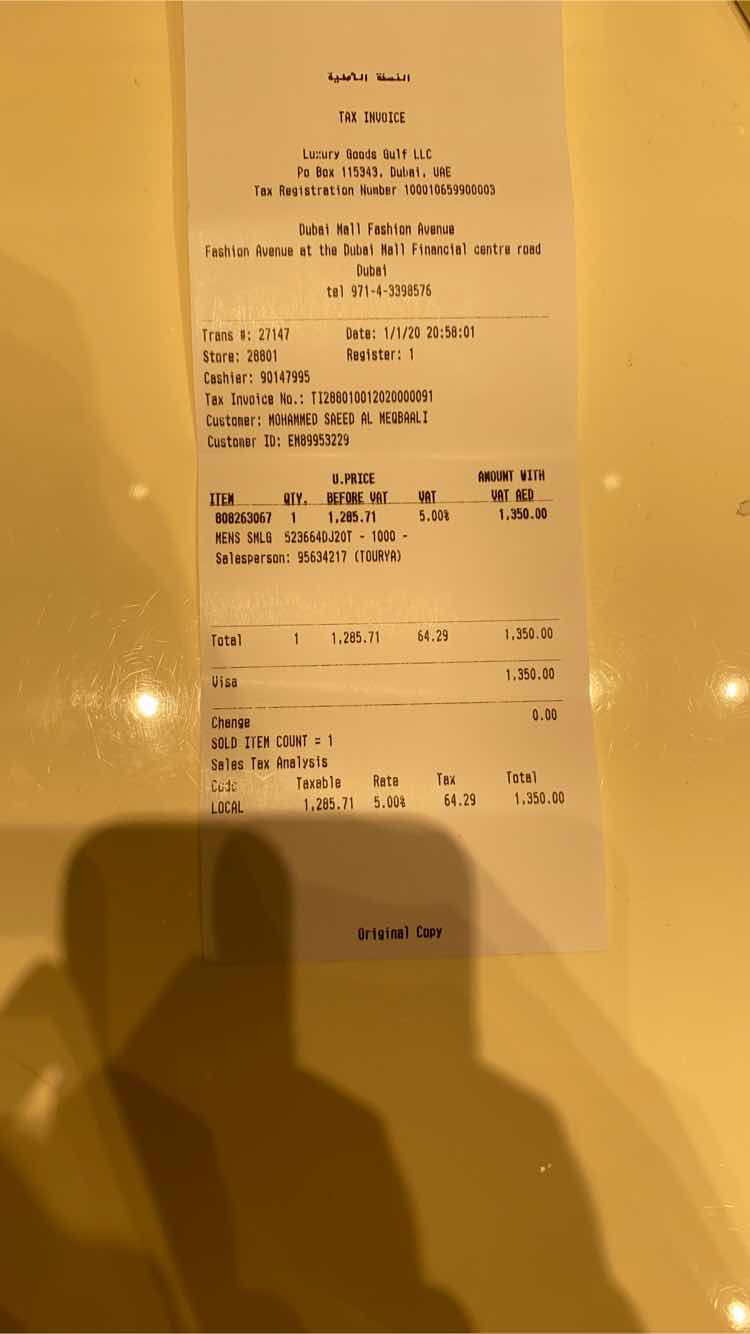 النسخة الأصلية
TAX INVOICE
Luxury Goods Gulf LLC
Po Box 115343, Dubai, UAE
Tax Registration Number 100010659900003
Dubai Mall Fashion Avenue
Fashion Avenue at the Dubai Mall Financial centre road
Dubai
tel 971-4-3398576
Trans #: 27147 Date: 1/1/20 20:58:01
Store: 28801 Register: 1
Cashier: 90147995
Tax Invoice No.: TI288010012020000091
Customer: MOHAMMED SAEED AL MEQBAALI
Customer ID: EM89953229
U.PRICE AMOUNT WITH
ITEM QTY. BEFORE VAT VAT VAT AED
808263067 1 1,285.71 5.00% 1,350.00
MENS SMLG 523664DJ20T - 1000 -
Salesperson: 95634217 (TOURYA)
Total 1 1,285.71 64.29 1,350.00
Visa 1,350.00
Change 0.00
SOLD ITEM COUNT = 1
Sales Tax Analysis
Code Taxable Rate Tax Total
LOCAL 1,285.71 5.00% 64.29 1,350.00
Original Copy